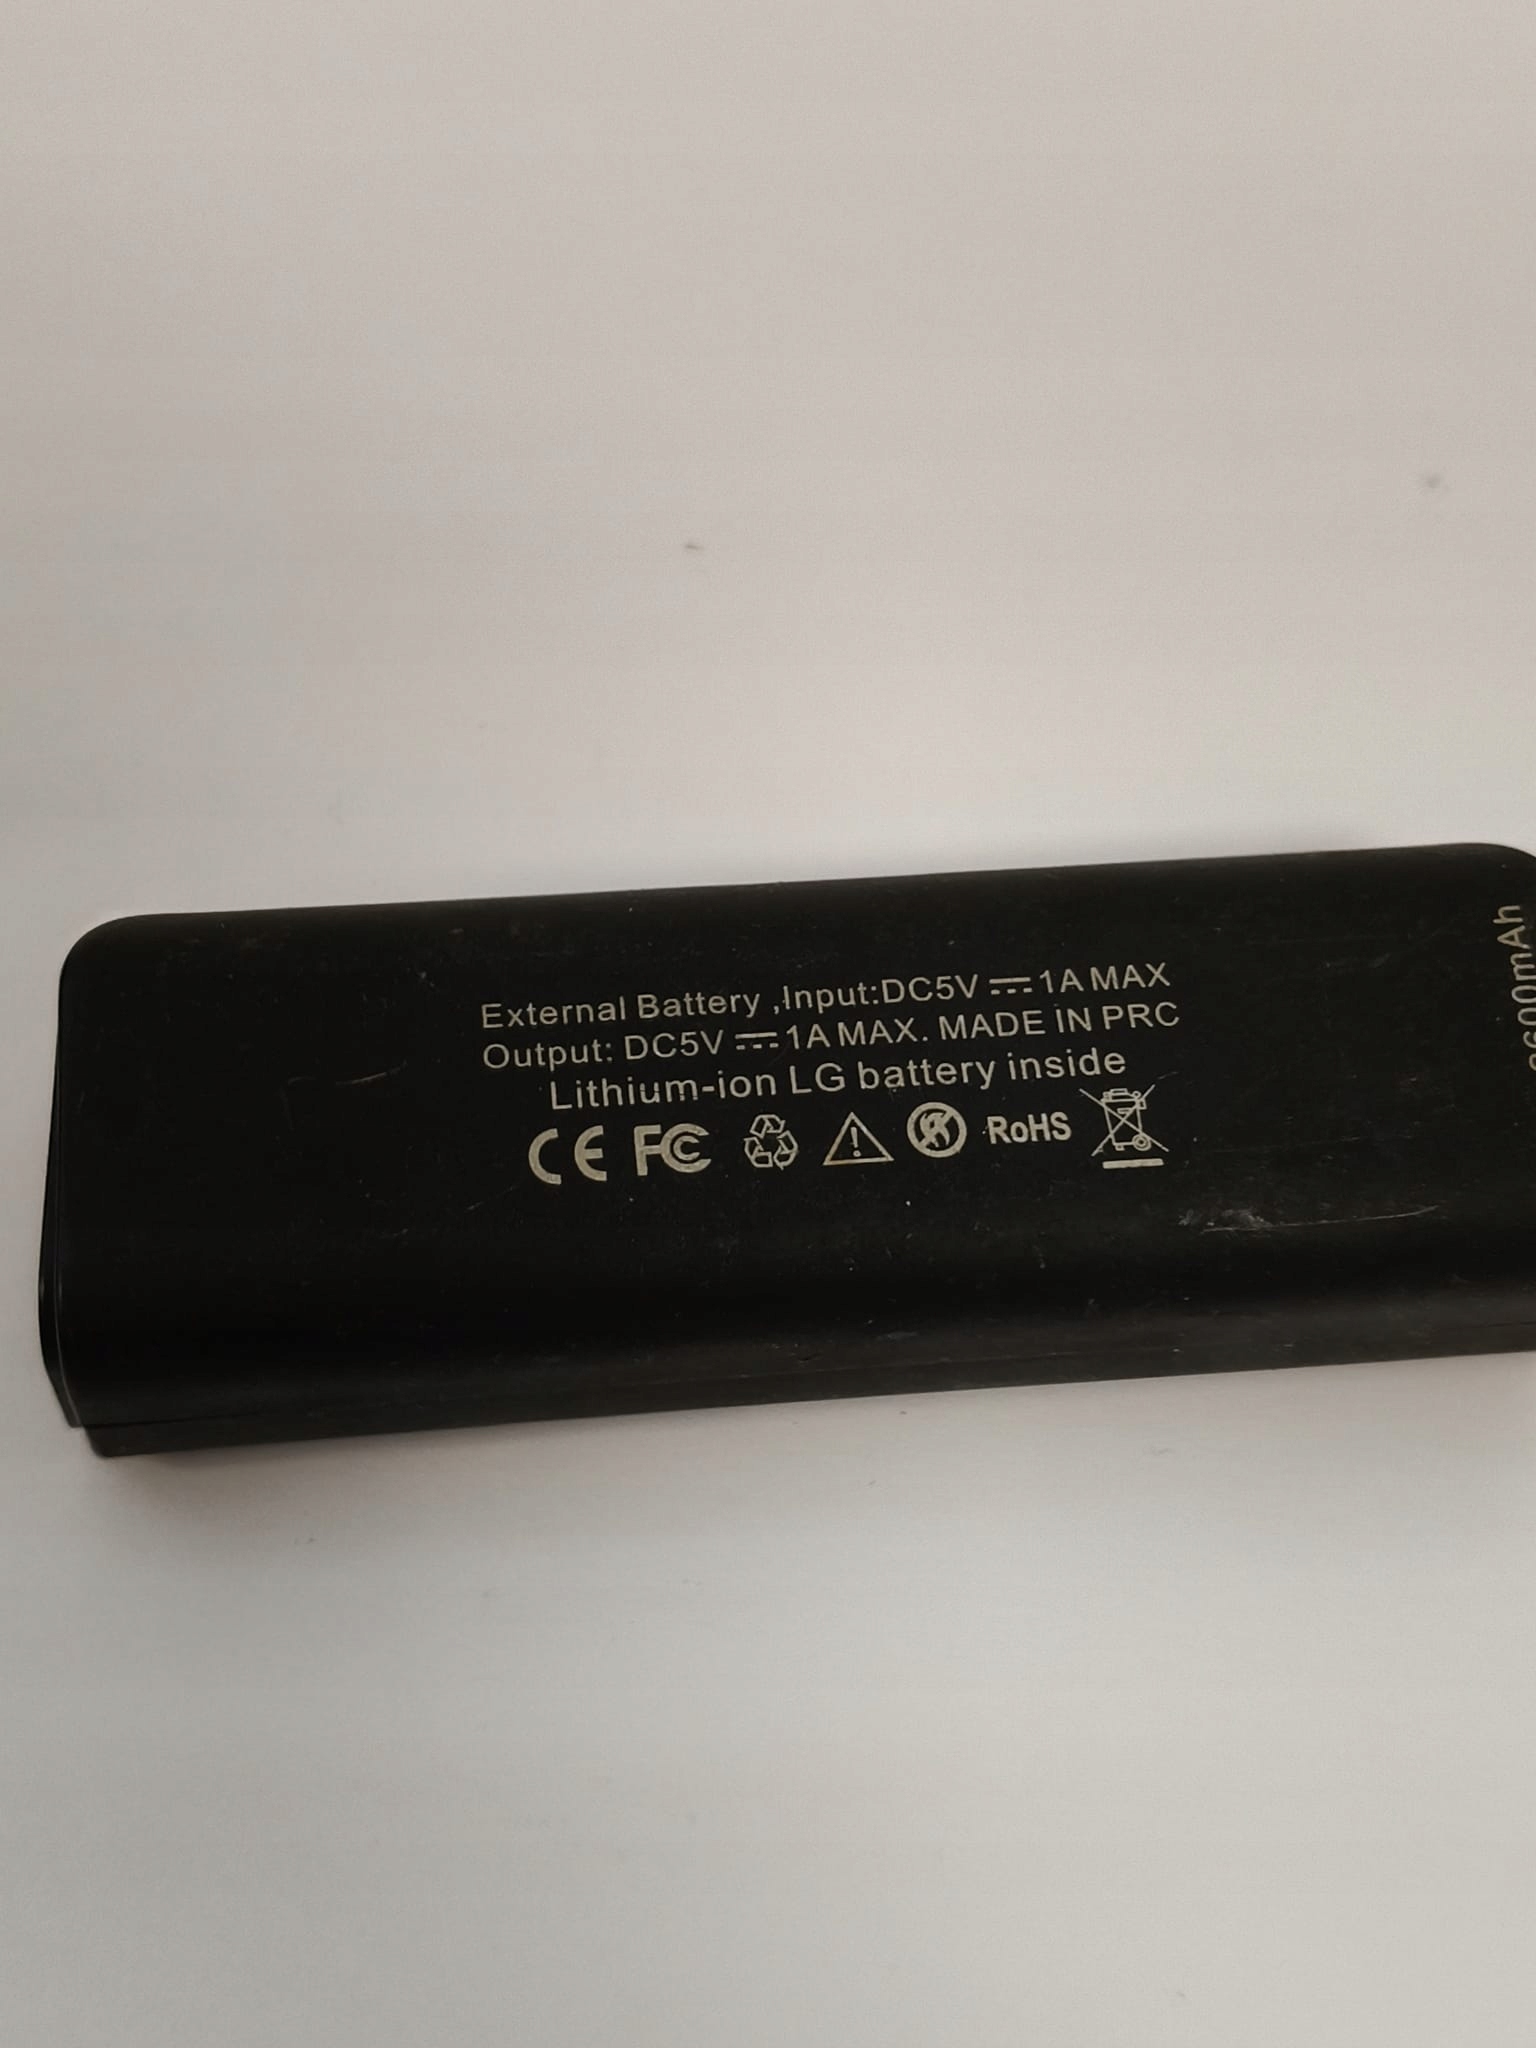 External Battery ,Input:DC5V ⎓ 1A MAX
Output: DC5V ⎓ 1A MAX. MADE IN PRC
Lithium-ion LG battery inside
CE FC RoHS